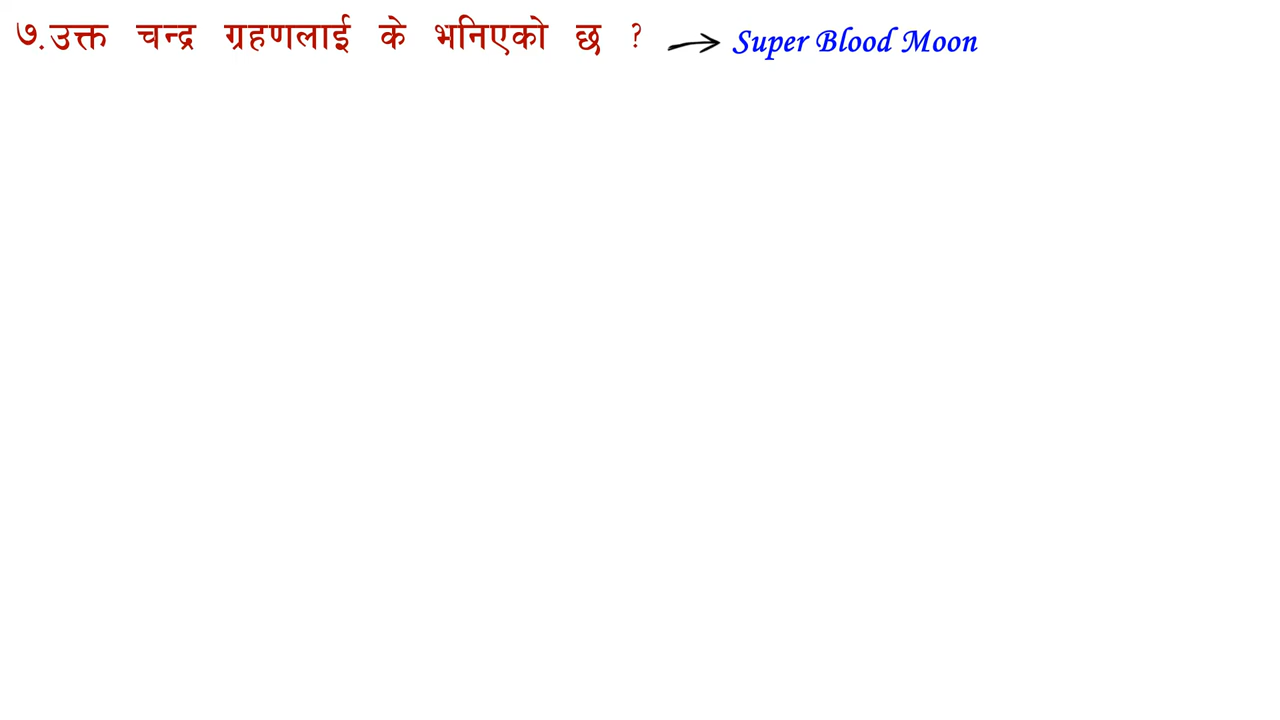 ७.उक्त चन्द्र ग्रहणलाई के भनिएको छ ? → Super Blood Moon